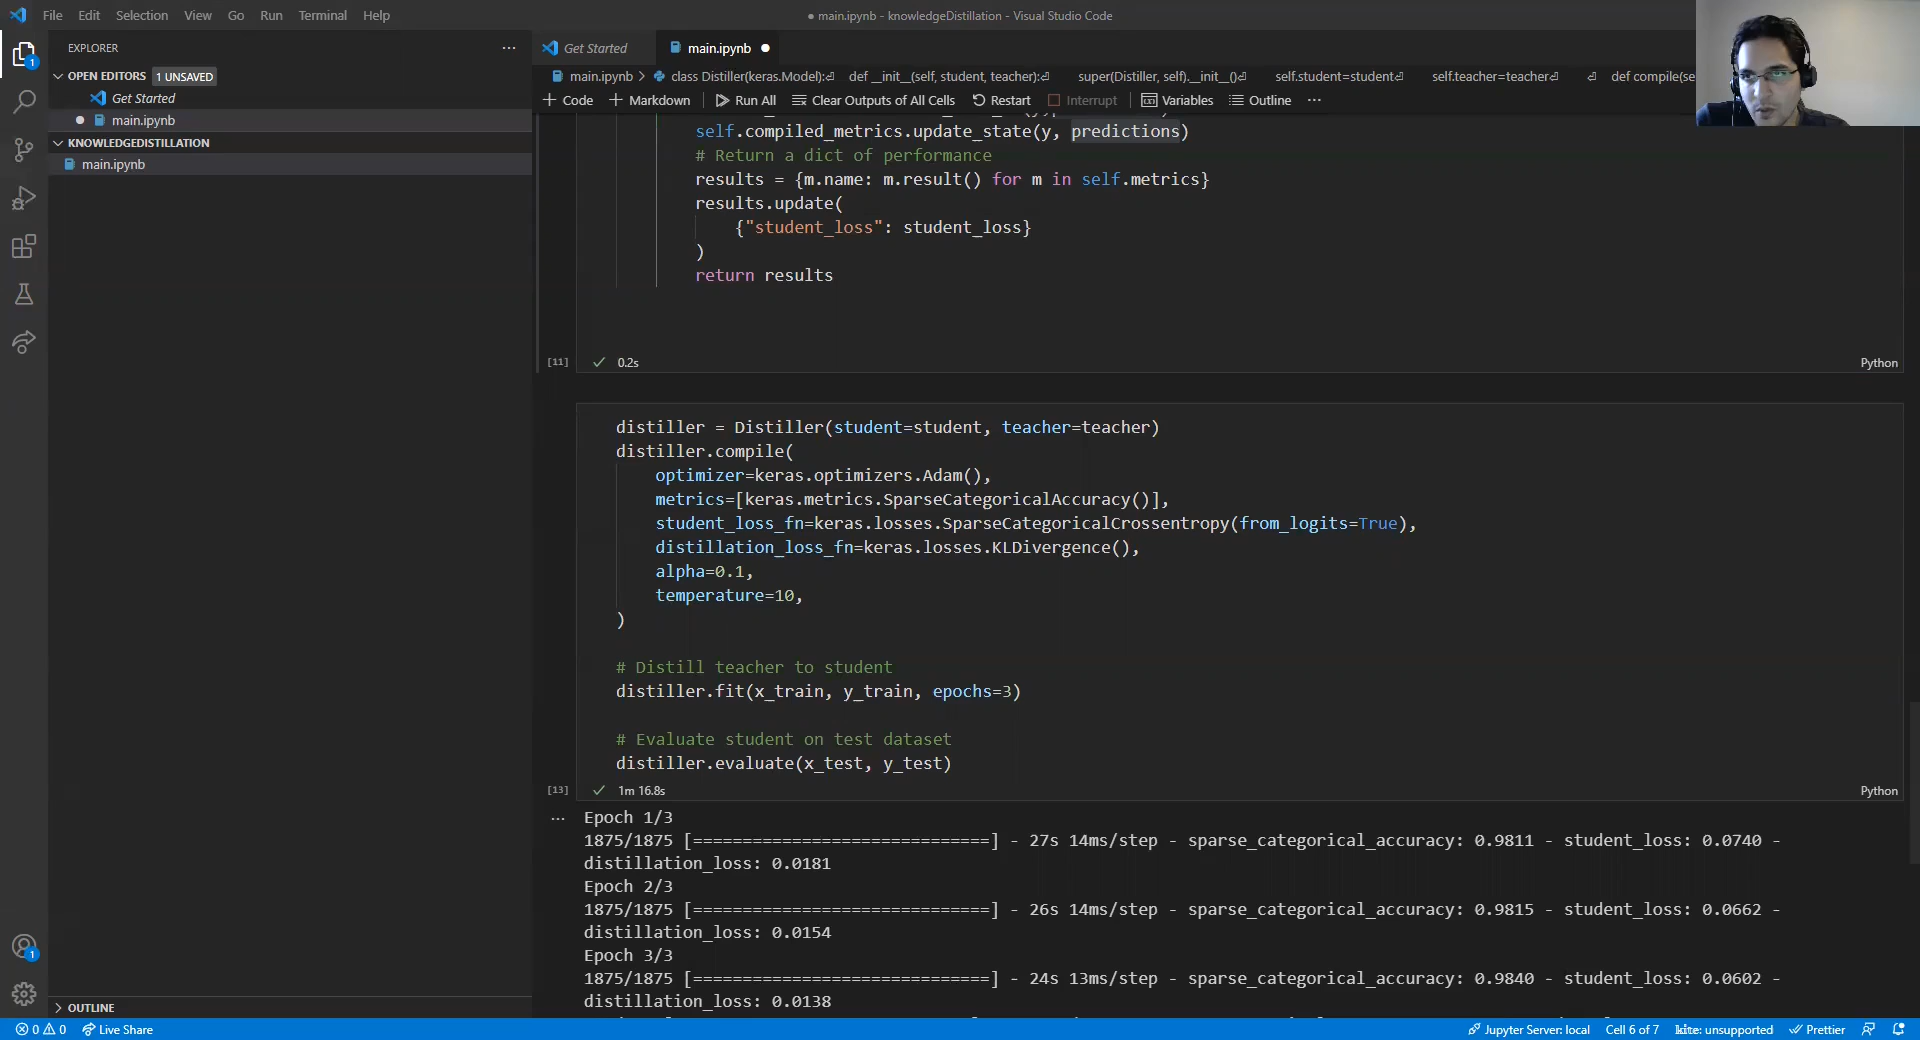 File Edit Selection View Go Run Terminal Help
● main.ipynb - knowledgeDistillation - Visual Studio Code
EXPLORER
OPEN EDITORS 1 UNSAVED
Get Started
main.ipynb
KNOWLEDGEDISTILLATION
main.ipynb
OUTLINE
1
1
Get Started main.ipynb
main.ipynb > class Distiller(keras.Model): def __init__(self, student, teacher): super(Distiller, self).__init__() self.student=student self.teacher=teacher def compile(se
Code Markdown Run All Clear Outputs of All Cells Restart Interrupt Variables Outline ...
self.compiled_metrics.update_state(y, predictions)
# Return a dict of performance
results = {m.name: m.result() for m in self.metrics}
results.update(
{"student_loss": student_loss}
)
return results
[11] 0.2s Python
distiller = Distiller(student=student, teacher=teacher)
distiller.compile(
optimizer=keras.optimizers.Adam(),
metrics=[keras.metrics.SparseCategoricalAccuracy()],
student_loss_fn=keras.losses.SparseCategoricalCrossentropy(from_logits=True),
distillation_loss_fn=keras.losses.KLDivergence(),
alpha=0.1,
temperature=10,
)
# Distill teacher to student
distiller.fit(x_train, y_train, epochs=3)
# Evaluate student on test dataset
distiller.evaluate(x_test, y_test)
[13] 1m 16.8s Python
Epoch 1/3
1875/1875 [==============================] - 27s 14ms/step - sparse_categorical_accuracy: 0.9811 - student_loss: 0.0740 -
distillation_loss: 0.0181
Epoch 2/3
1875/1875 [==============================] - 26s 14ms/step - sparse_categorical_accuracy: 0.9815 - student_loss: 0.0662 -
distillation_loss: 0.0154
Epoch 3/3
1875/1875 [==============================] - 24s 13ms/step - sparse_categorical_accuracy: 0.9840 - student_loss: 0.0602 -
distillation_loss: 0.0138
0 0 Live Share Jupyter Server: local Cell 6 of 7 kite: unsupported Prettier